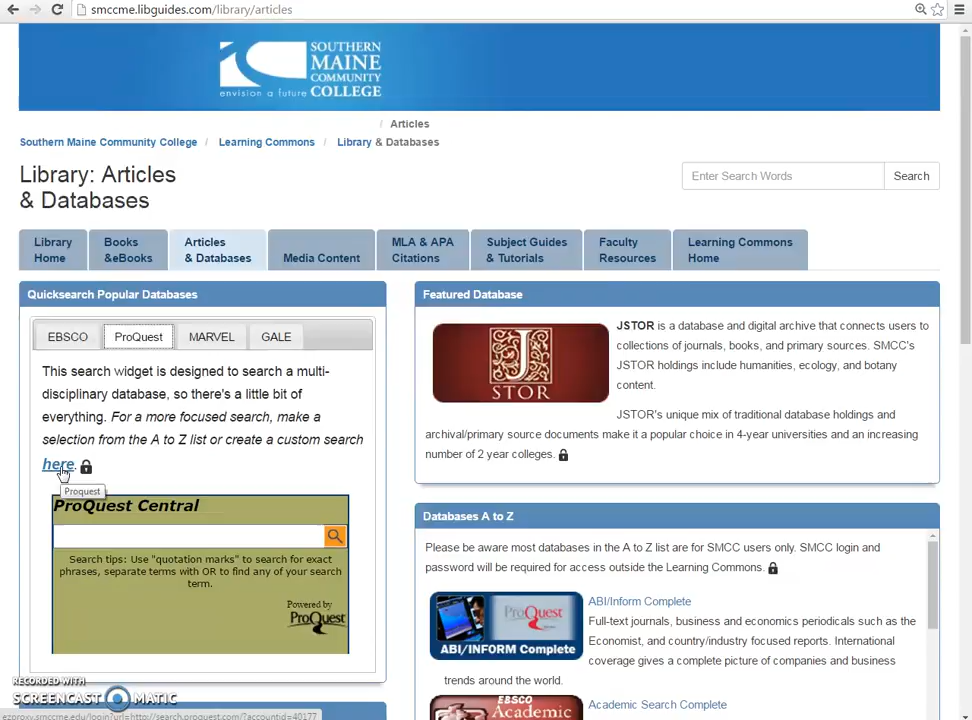 smccme.libguides.com/library/articles
SOUTHERN
MAINE
COMMUNITY
COLLEGE
envision a future
/ Articles
Southern Maine Community College / Learning Commons / Library & Databases
Library: Articles
& Databases
Enter Search Words
Search
Library
Home
Books
&eBooks
Articles
& Databases
Media Content
MLA & APA
Citations
Subject Guides
& Tutorials
Faculty
Resources
Learning Commons
Home
Quicksearch Popular Databases
EBSCO ProQuest MARVEL GALE
This search widget is designed to search a multi-
disciplinary database, so there's a little bit of
everything. For a more focused search, make a
selection from the A to Z list or create a custom search
here.
Proquest
ProQuest Central
Search tips: Use "quotation marks" to search for exact
phrases, separate terms with OR to find any of your search
term.
Powered by
ProQuest
Featured Database
J
STOR
JSTOR is a database and digital archive that connects users to
collections of journals, books, and primary sources. SMCC's
JSTOR holdings include humanities, ecology, and botany
content.
JSTOR's unique mix of traditional database holdings and
archival/primary source documents make it a popular choice in 4-year universities and an increasing
number of 2 year colleges.
Databases A to Z
Please be aware most databases in the A to Z list are for SMCC users only. SMCC login and
password will be required for access outside the Learning Commons.
ProQuest
ABI/INFORM Complete
ABI/Inform Complete
Full-text journals, business and economics periodicals such as the
Economist, and country/industry focused reports. International
coverage gives a complete picture of companies and business
trends around the world.
EBSCO
Academic
Academic Search Complete
RECORDED WITH
SCREENCAST MATIC
ezproxy.smccme.edu/login?url=http://search.proquest.com/?accountid=40177